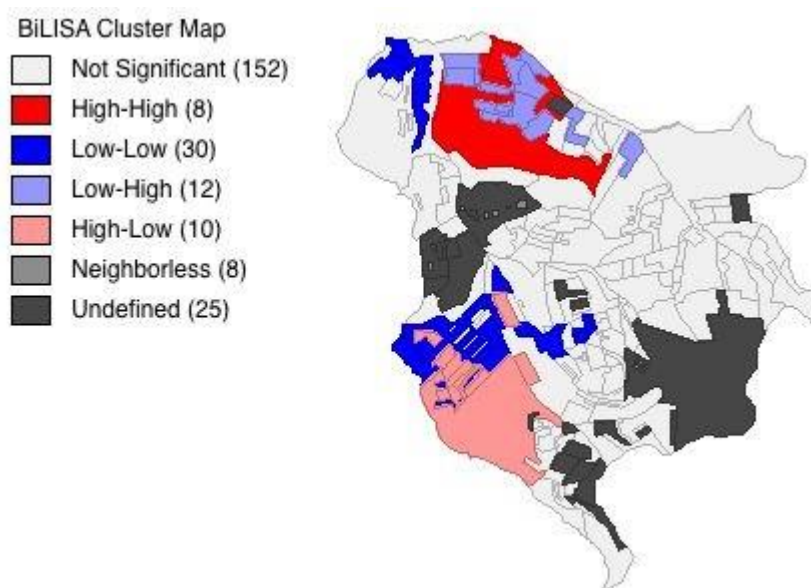 BiLISA Cluster Map
Not Significant (152)
High-High (8)
Low-Low (30)
Low-High (12)
High-Low (10)
Neighborless (8)
Undefined (25)